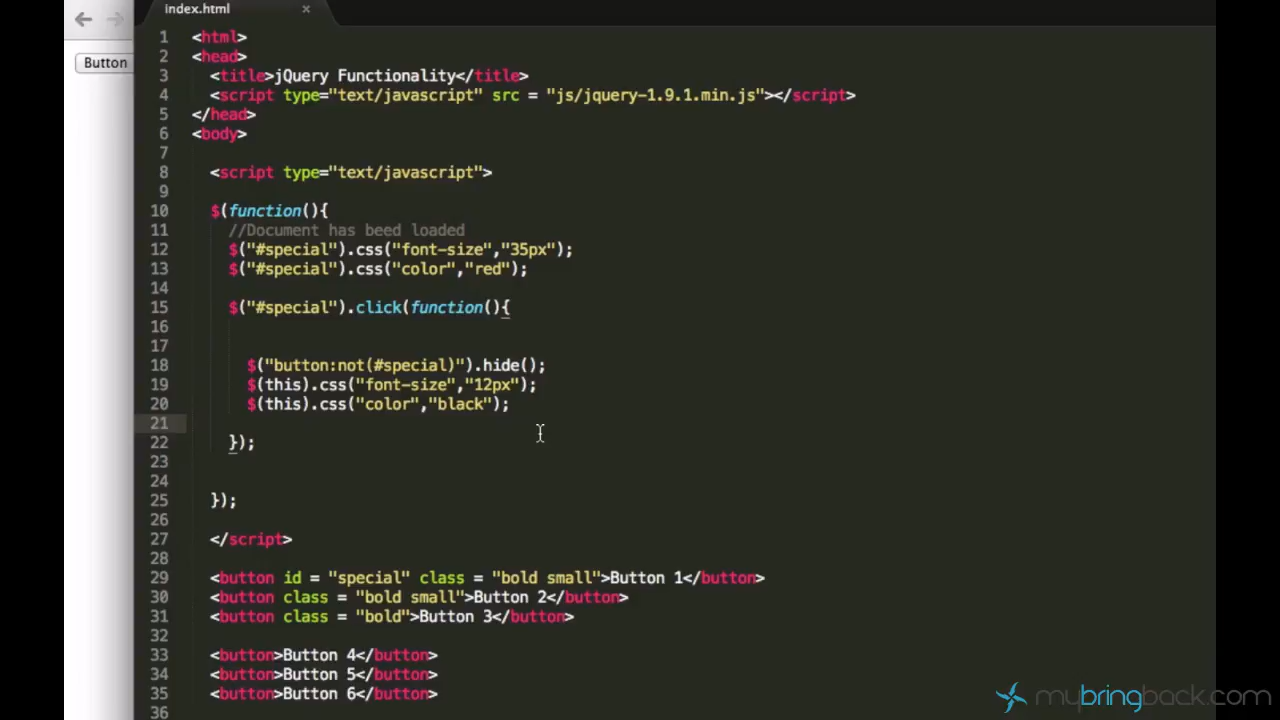 index.html
Button
1 <html>
2 <head>
3 <title>jQuery Functionality</title>
4 <script type="text/javascript" src = "js/jquery-1.9.1.min.js"></script>
5 </head>
6 <body>
7
8 <script type="text/javascript">
9
10 $(function(){
11 //Document has beed loaded
12 $("#special").css("font-size","35px");
13 $("#special").css("color","red");
14
15 $("#special").click(function(){
16
17
18 $("button:not(#special)").hide();
19 $(this).css("font-size","12px");
20 $(this).css("color","black");
21
22 });
23
24
25 });
26
27 </script>
28
29 <button id = "special" class = "bold small">Button 1</button>
30 <button class = "bold small">Button 2</button>
31 <button class = "bold">Button 3</button>
32
33 <button>Button 4</button>
34 <button>Button 5</button>
35 <button>Button 6</button>
36
mybringback.com